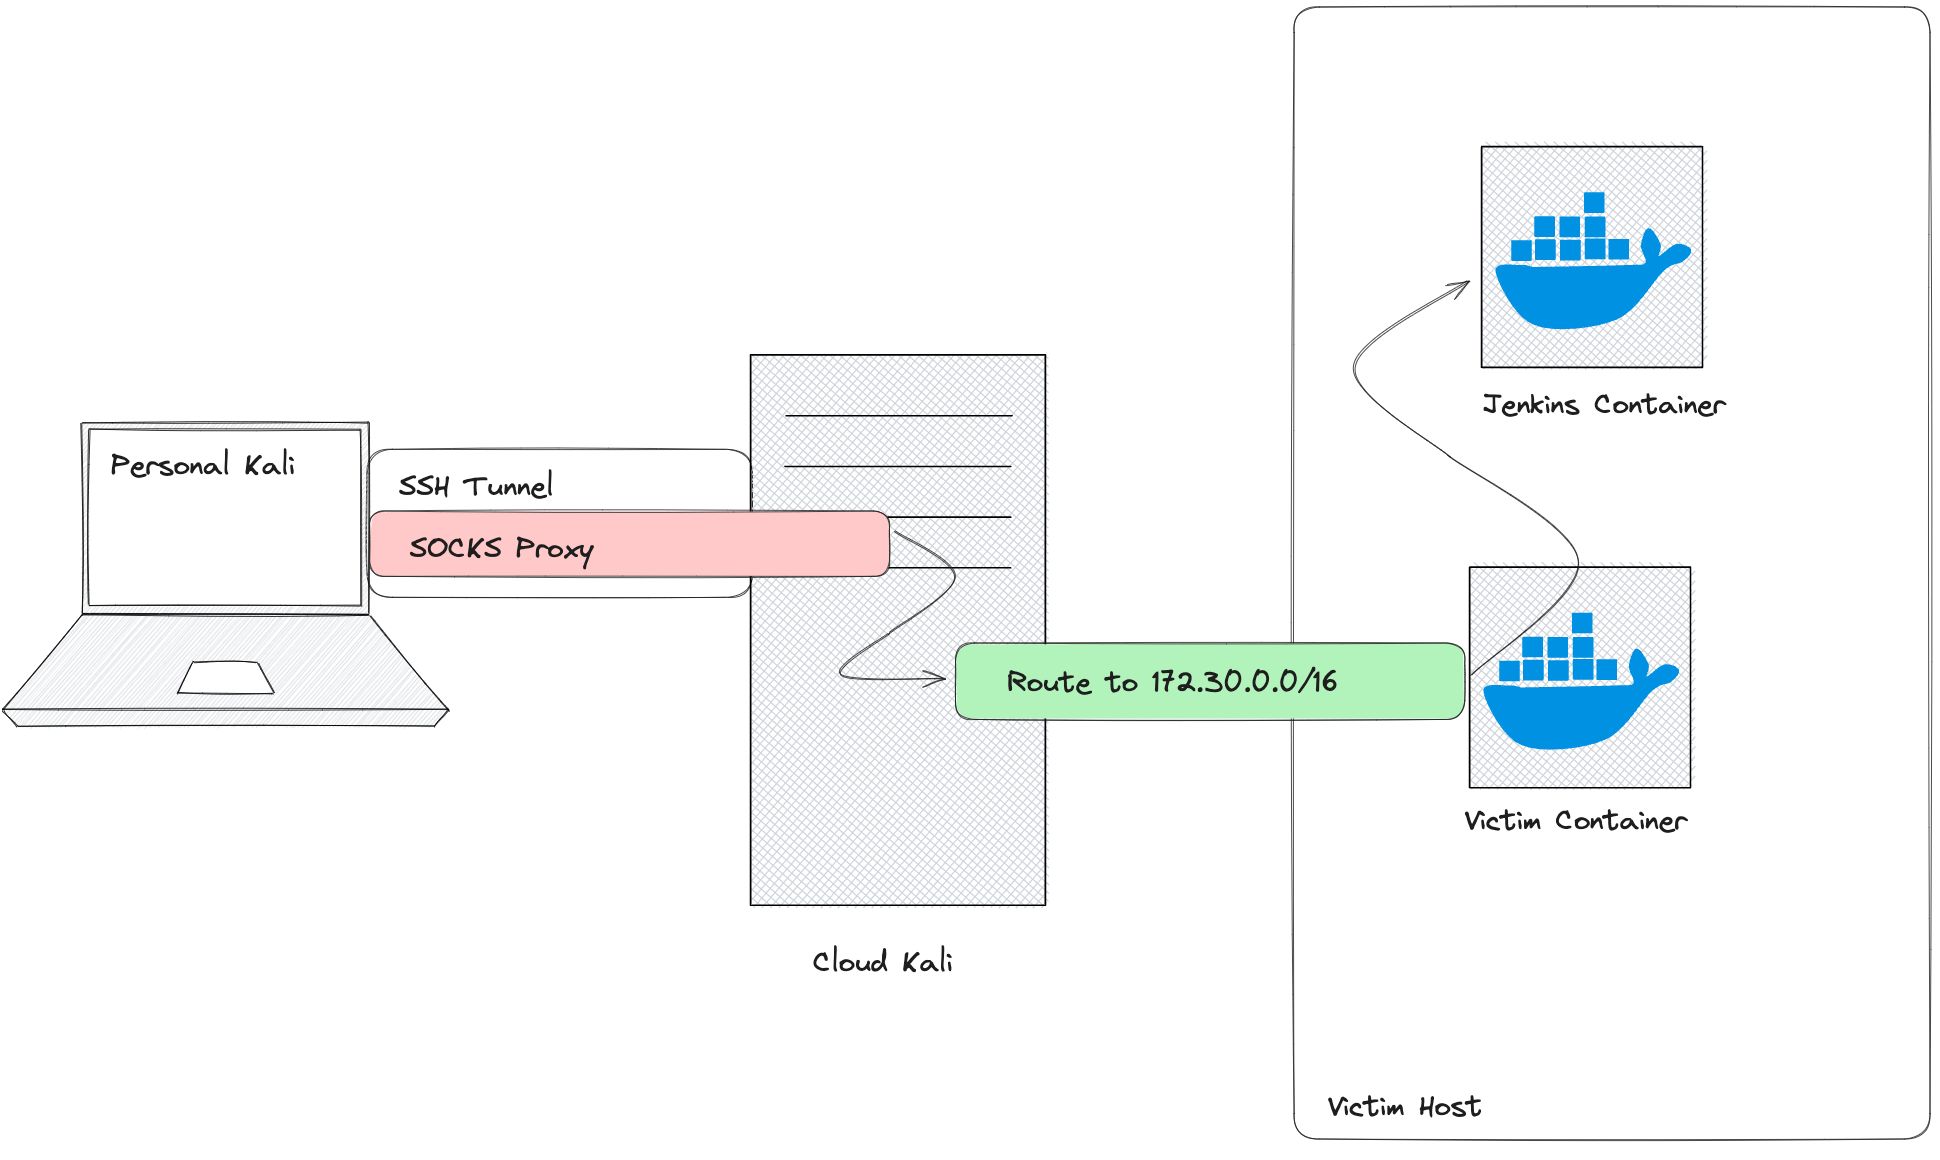 Personal Kali
SSH Tunnel
SOCKS Proxy
Cloud Kali
Route to 172.30.0.0/16
Jenkins Container
Victim Container
Victim Host